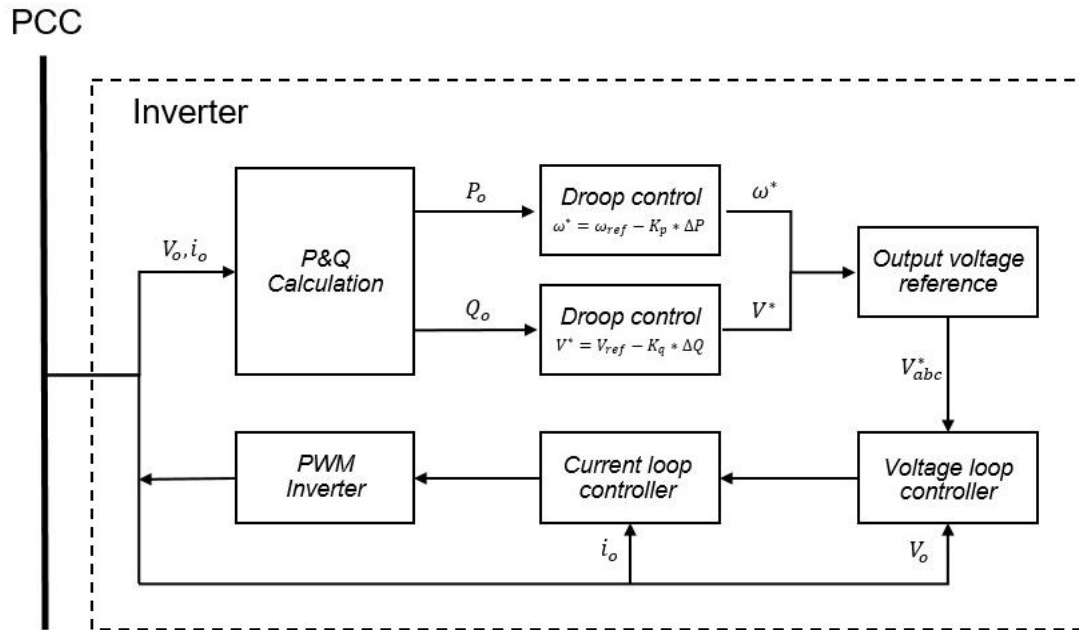 PCC
Inverter
V_o, i_o
P&Q
Calculation
P_o
Droop control
ω* = ω_ref − K_p * ΔP
ω*
Q_o
Droop control
V* = V_ref − K_q * ΔQ
V*
Output voltage
reference
V*_abc
PWM
Inverter
Current loop
controller
Voltage loop
controller
i_o
V_o